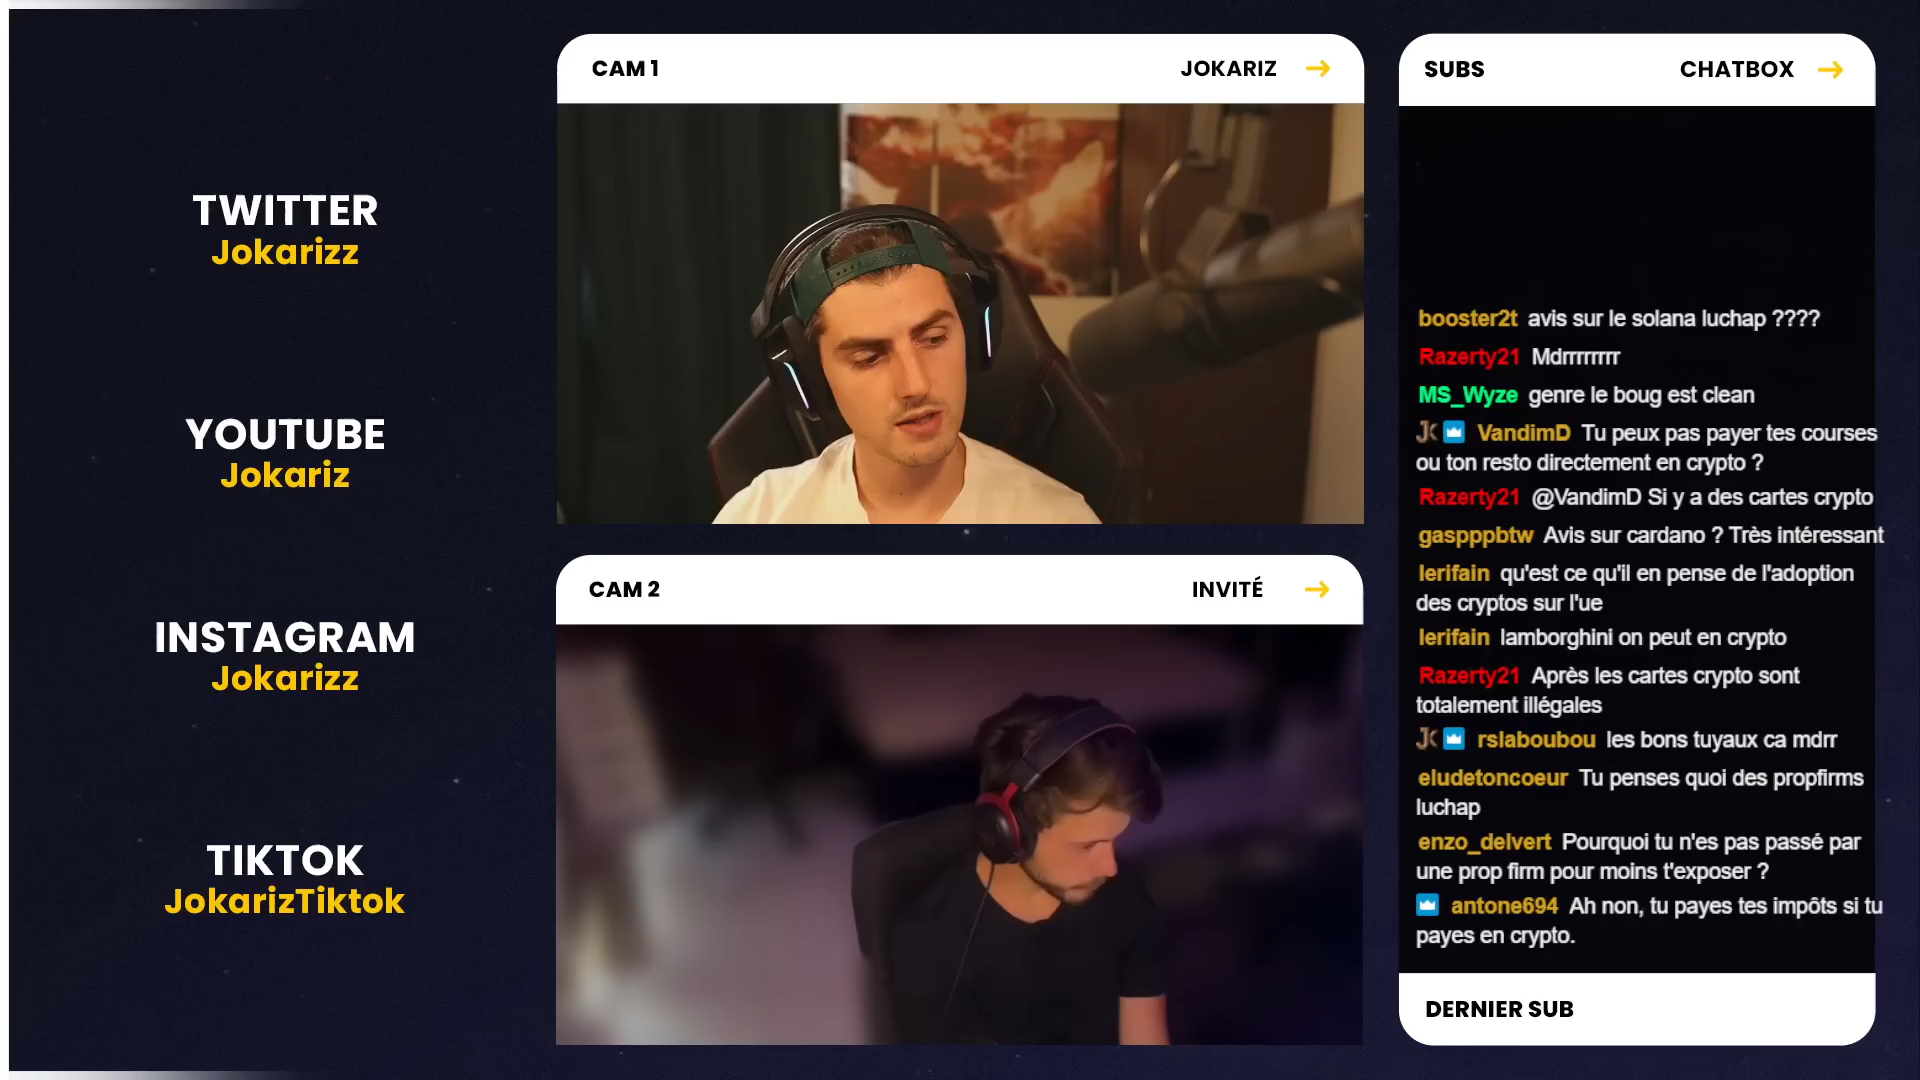 TWITTER
Jokarizz
YOUTUBE
Jokariz
INSTAGRAM
Jokarizz
TIKTOK
JokarizTiktok
CAM 1
JOKARIZ
CAM 2
INVITÉ
SUBS
CHATBOX
booster2t avis sur le solana luchap ????
Razerty21 Mdrrrrrrrr
MS_Wyze genre le boug est clean
JK VandimD Tu peux pas payer tes courses
ou ton resto directement en crypto ?
Razerty21 @VandimD Si y a des cartes crypto
gaspppbtw Avis sur cardano ? Très intéressant
lerifain qu'est ce qu'il en pense de l'adoption
des cryptos sur l'ue
lerifain lamborghini on peut en crypto
Razerty21 Après les cartes crypto sont
totalement illégales
JK rslaboubou les bons tuyaux ca mdrr
eludetoncoeur Tu penses quoi des propfirms
luchap
enzo_delvert Pourquoi tu n'es pas passé par
une prop firm pour moins t'exposer ?
antone694 Ah non, tu payes tes impôts si tu
payes en crypto.
DERNIER SUB